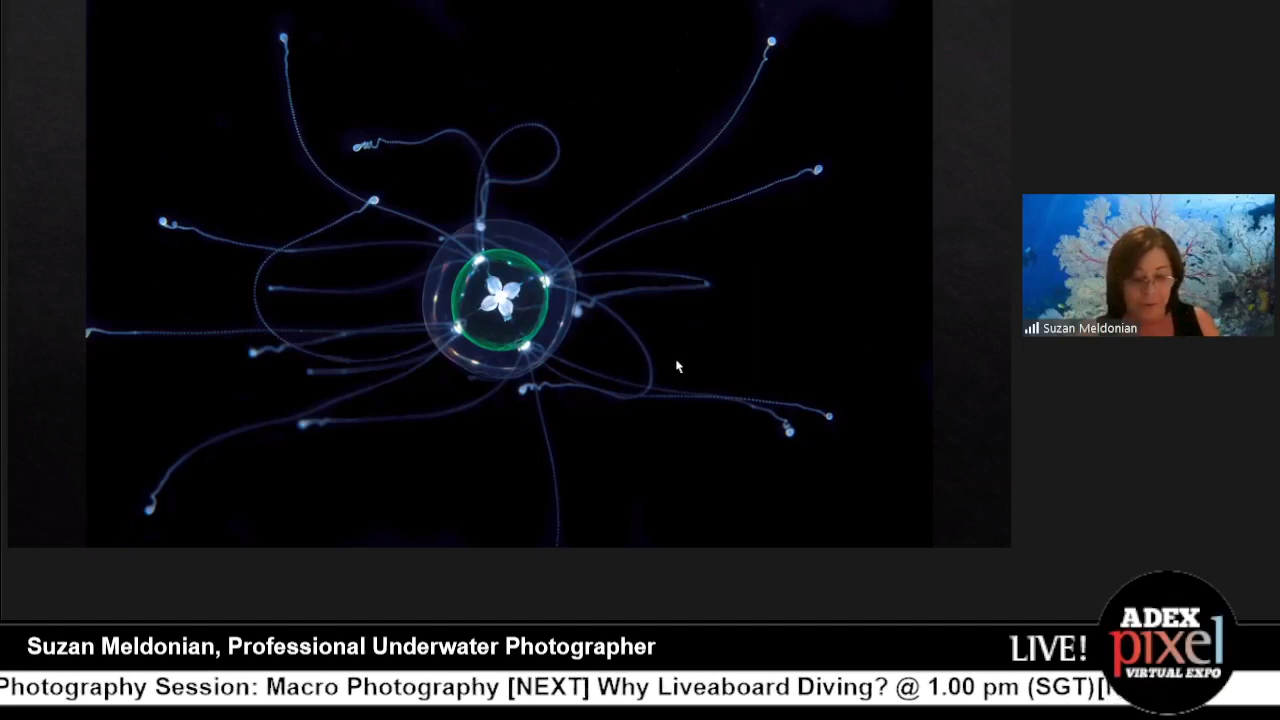 Suzan Meldonian
Suzan Meldonian, Professional Underwater Photographer
LIVE!
ADEX
pixel
VIRTUAL EXPO
Photography Session: Macro Photography [NEXT] Why Liveaboard Diving? @ 1.00 pm (SGT)[